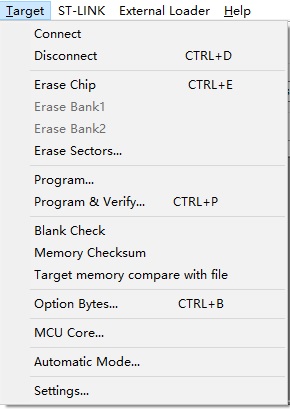 Target ST-LINK External Loader Help
Connect
Disconnect CTRL+D
Erase Chip CTRL+E
Erase Bank1
Erase Bank2
Erase Sectors...
Program...
Program & Verify... CTRL+P
Blank Check
Memory Checksum
Target memory compare with file
Option Bytes... CTRL+B
MCU Core...
Automatic Mode...
Settings...